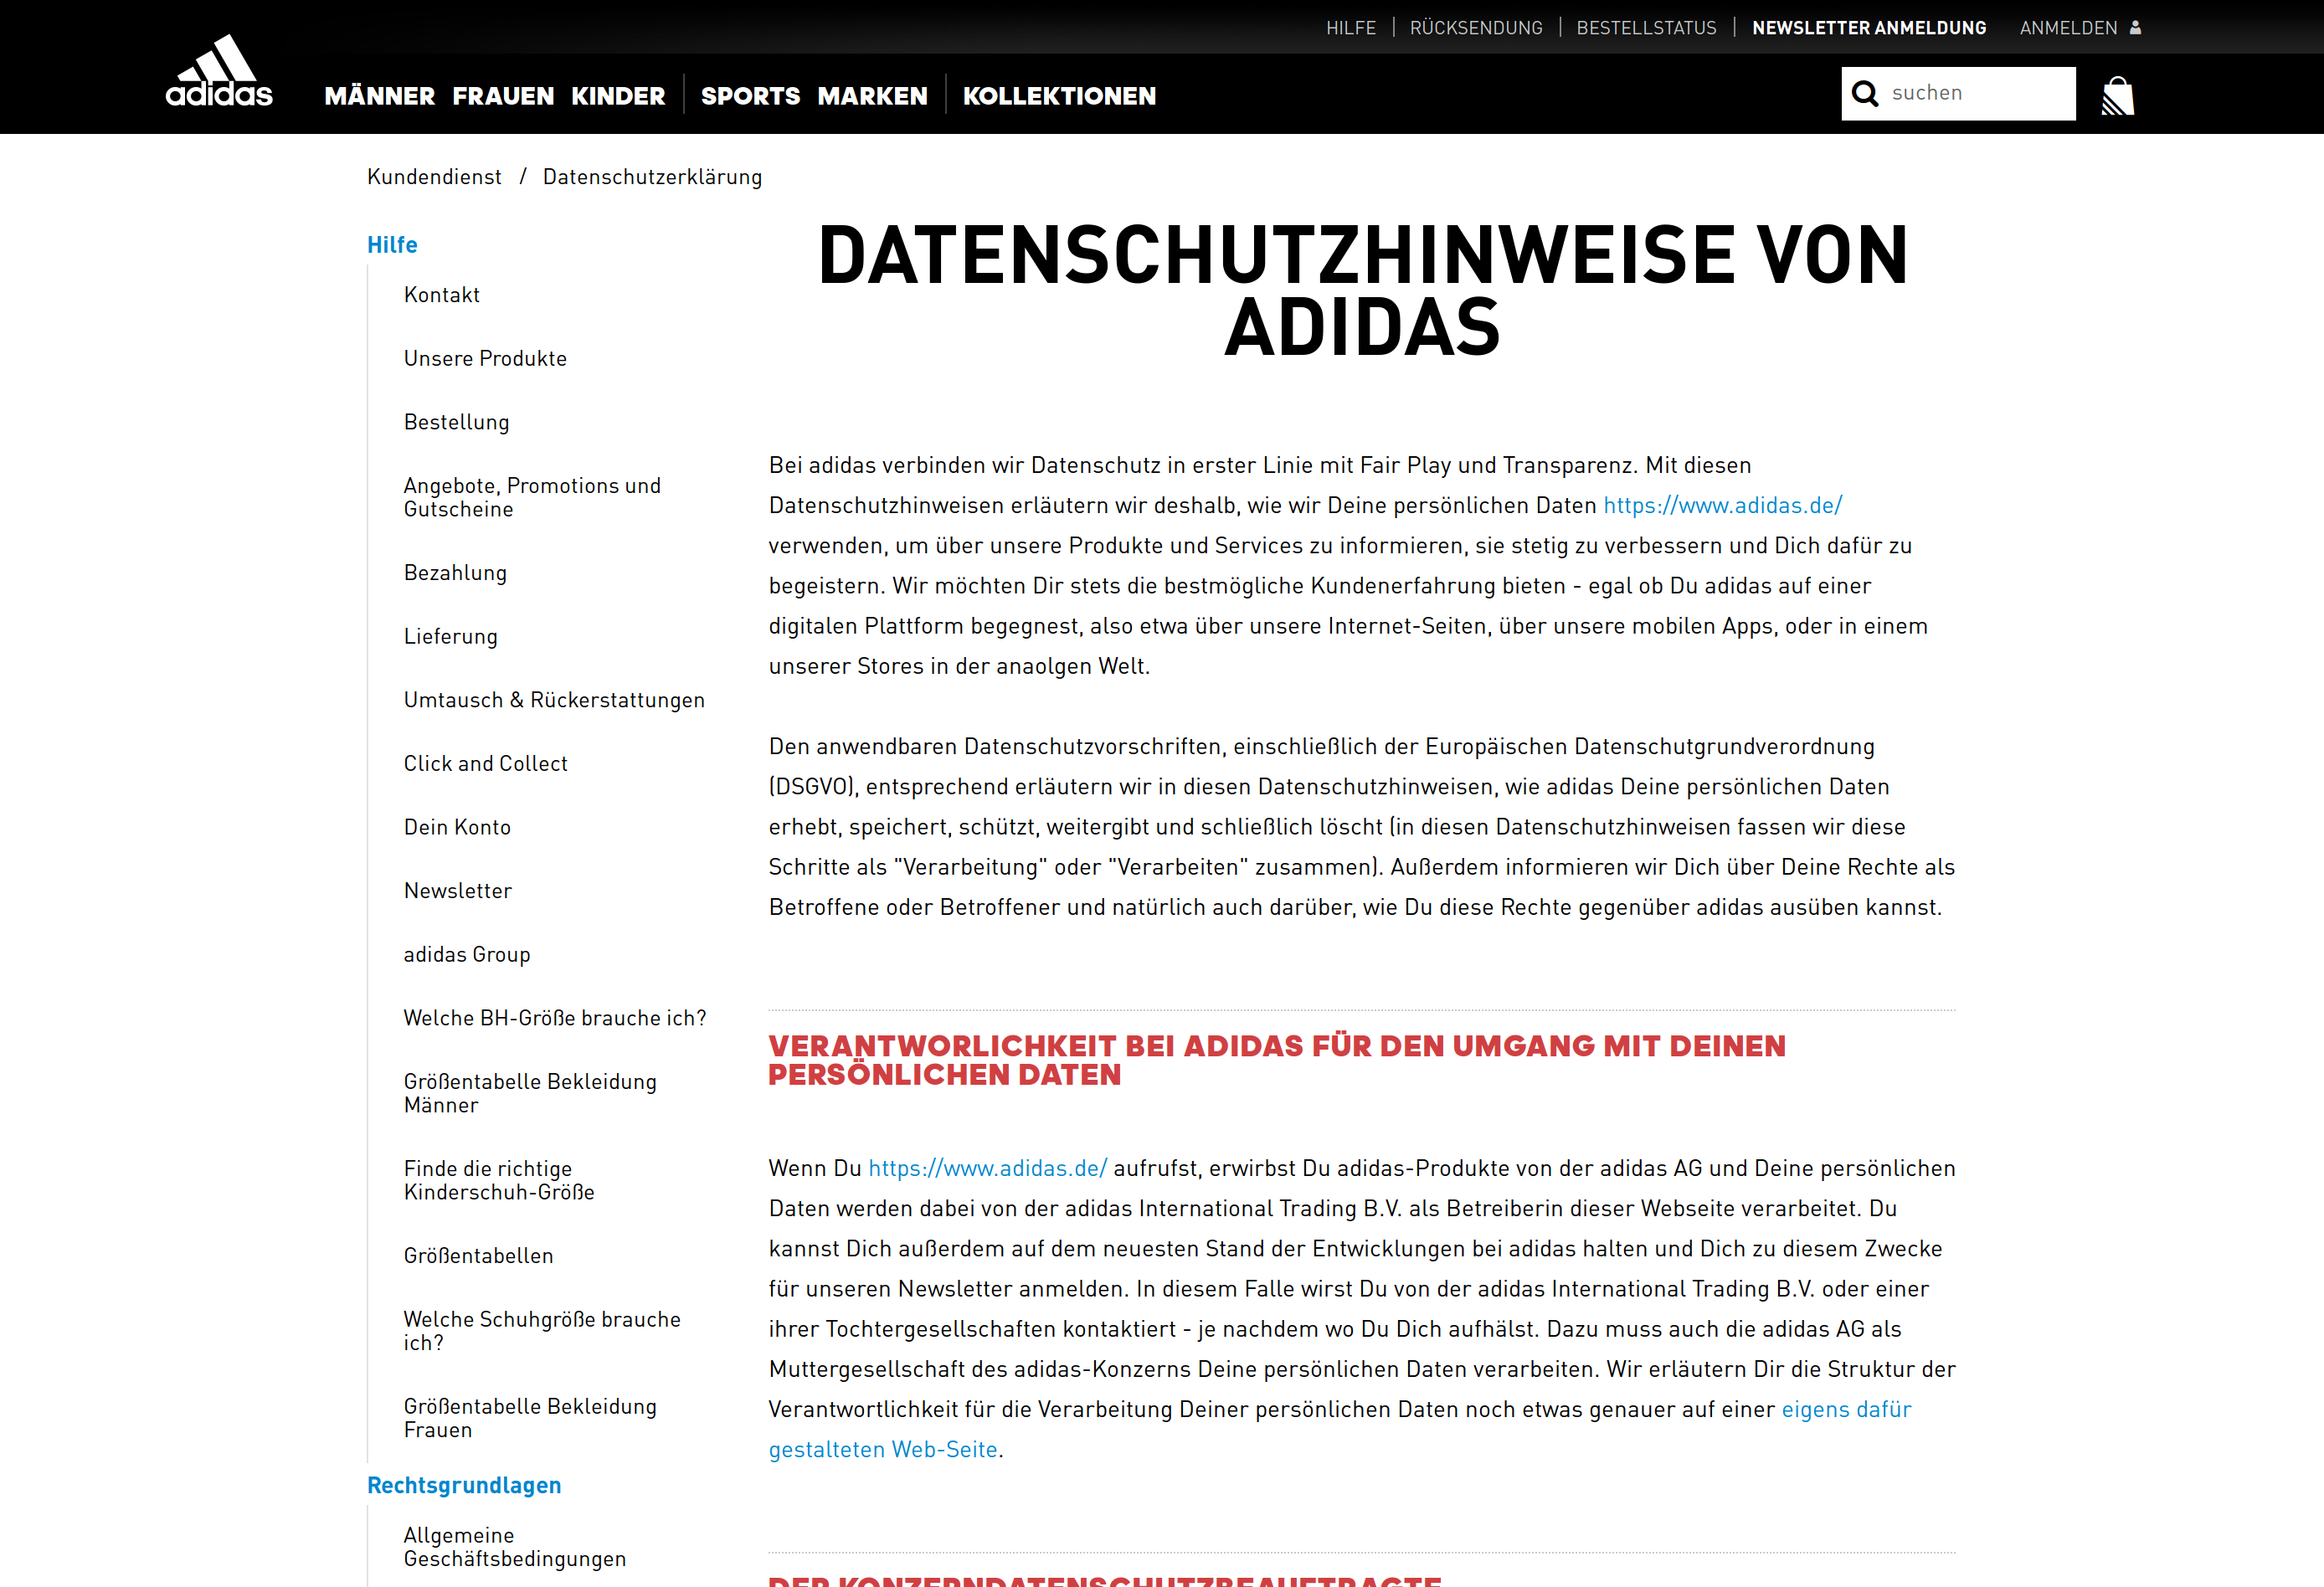 HILFE
RÜCKSENDUNG
BESTELLSTATUS
NEWSLETTER ANMELDUNG
ANMELDEN
adidas
MÄNNER FRAUEN KINDER SPORTS MARKEN KOLLEKTIONEN
suchen
Kundendienst / Datenschutzerklärung
Hilfe
Kontakt
Unsere Produkte
Bestellung
Angebote, Promotions und
Gutscheine
Bezahlung
Lieferung
Umtausch & Rückerstattungen
Click and Collect
Dein Konto
Newsletter
adidas Group
Welche BH-Größe brauche ich?
Größentabelle Bekleidung
Männer
Finde die richtige
Kinderschuh-Größe
Größentabellen
Welche Schuhgröße brauche
ich?
Größentabelle Bekleidung
Frauen
Rechtsgrundlagen
Allgemeine
Geschäftsbedingungen
DATENSCHUTZHINWEISE VON
ADIDAS
Bei adidas verbinden wir Datenschutz in erster Linie mit Fair Play und Transparenz. Mit diesen
Datenschutzhinweisen erläutern wir deshalb, wie wir Deine persönlichen Daten https://www.adidas.de/
verwenden, um über unsere Produkte und Services zu informieren, sie stetig zu verbessern und Dich dafür zu
begeistern. Wir möchten Dir stets die bestmögliche Kundenerfahrung bieten - egal ob Du adidas auf einer
digitalen Plattform begegnest, also etwa über unsere Internet-Seiten, über unsere mobilen Apps, oder in einem
unserer Stores in der anaolgen Welt.
Den anwendbaren Datenschutzvorschriften, einschließlich der Europäischen Datenschutgrundverordnung
(DSGVO), entsprechend erläutern wir in diesen Datenschutzhinweisen, wie adidas Deine persönlichen Daten
erhebt, speichert, schützt, weitergibt und schließlich löscht (in diesen Datenschutzhinweisen fassen wir diese
Schritte als "Verarbeitung" oder "Verarbeiten" zusammen). Außerdem informieren wir Dich über Deine Rechte als
Betroffene oder Betroffener und natürlich auch darüber, wie Du diese Rechte gegenüber adidas ausüben kannst.
VERANTWORLICHKEIT BEI ADIDAS FÜR DEN UMGANG MIT DEINEN
PERSÖNLICHEN DATEN
Wenn Du https://www.adidas.de/ aufrufst, erwirbst Du adidas-Produkte von der adidas AG und Deine persönlichen
Daten werden dabei von der adidas International Trading B.V. als Betreiberin dieser Webseite verarbeitet. Du
kannst Dich außerdem auf dem neuesten Stand der Entwicklungen bei adidas halten und Dich zu diesem Zwecke
für unseren Newsletter anmelden. In diesem Falle wirst Du von der adidas International Trading B.V. oder einer
ihrer Tochtergesellschaften kontaktiert - je nachdem wo Du Dich aufhälst. Dazu muss auch die adidas AG als
Muttergesellschaft des adidas-Konzerns Deine persönlichen Daten verarbeiten. Wir erläutern Dir die Struktur der
Verantwortlichkeit für die Verarbeitung Deiner persönlichen Daten noch etwas genauer auf einer eigens dafür
gestalteten Web-Seite.
DER KONZERNDATENSCHUTZBEAUFTRAGTE